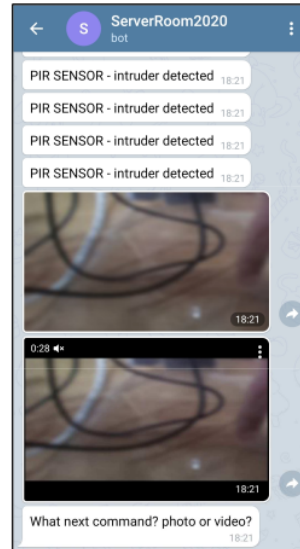 S
ServerRoom2020
bot
PIR SENSOR - intruder detected 18:21
PIR SENSOR - intruder detected 18:21
PIR SENSOR - intruder detected 18:21
PIR SENSOR - intruder detected 18:21
18:21
0:28
18:21
What next command? photo or video?
18:21